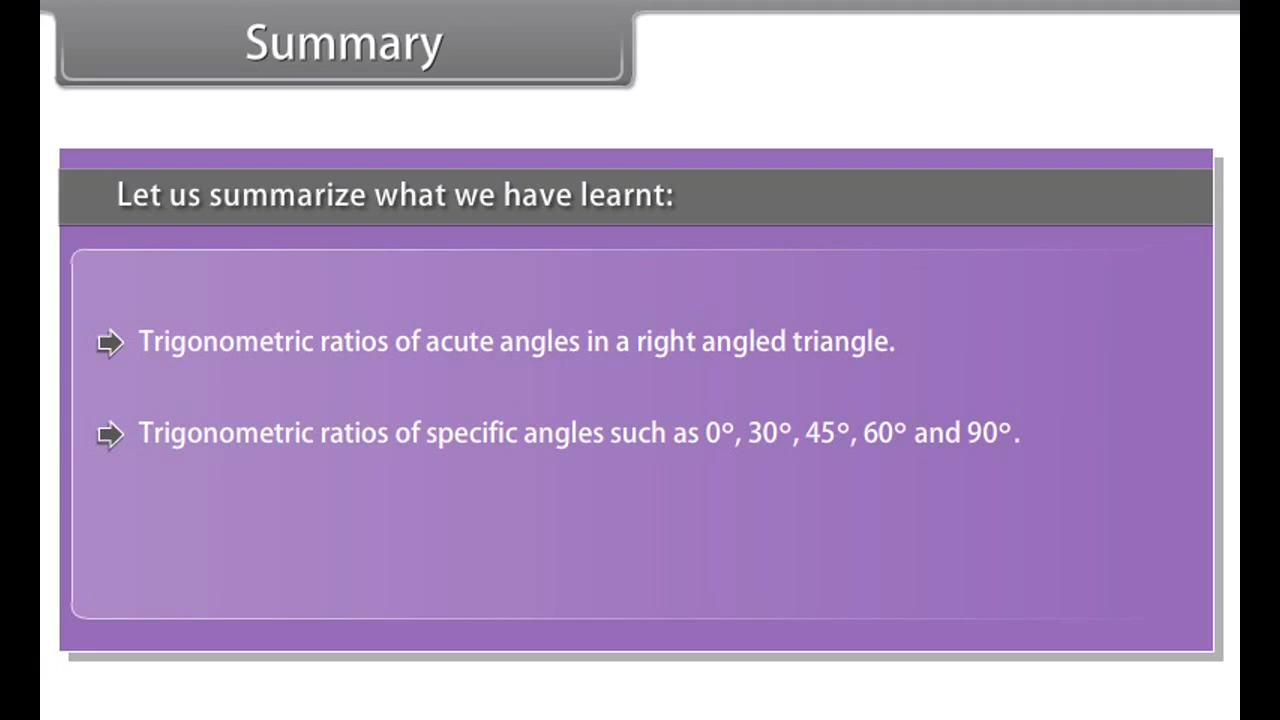 Summary
Let us summarize what we have learnt:
Trigonometric ratios of acute angles in a right angled triangle.
Trigonometric ratios of specific angles such as 0°, 30°, 45°, 60° and 90°.